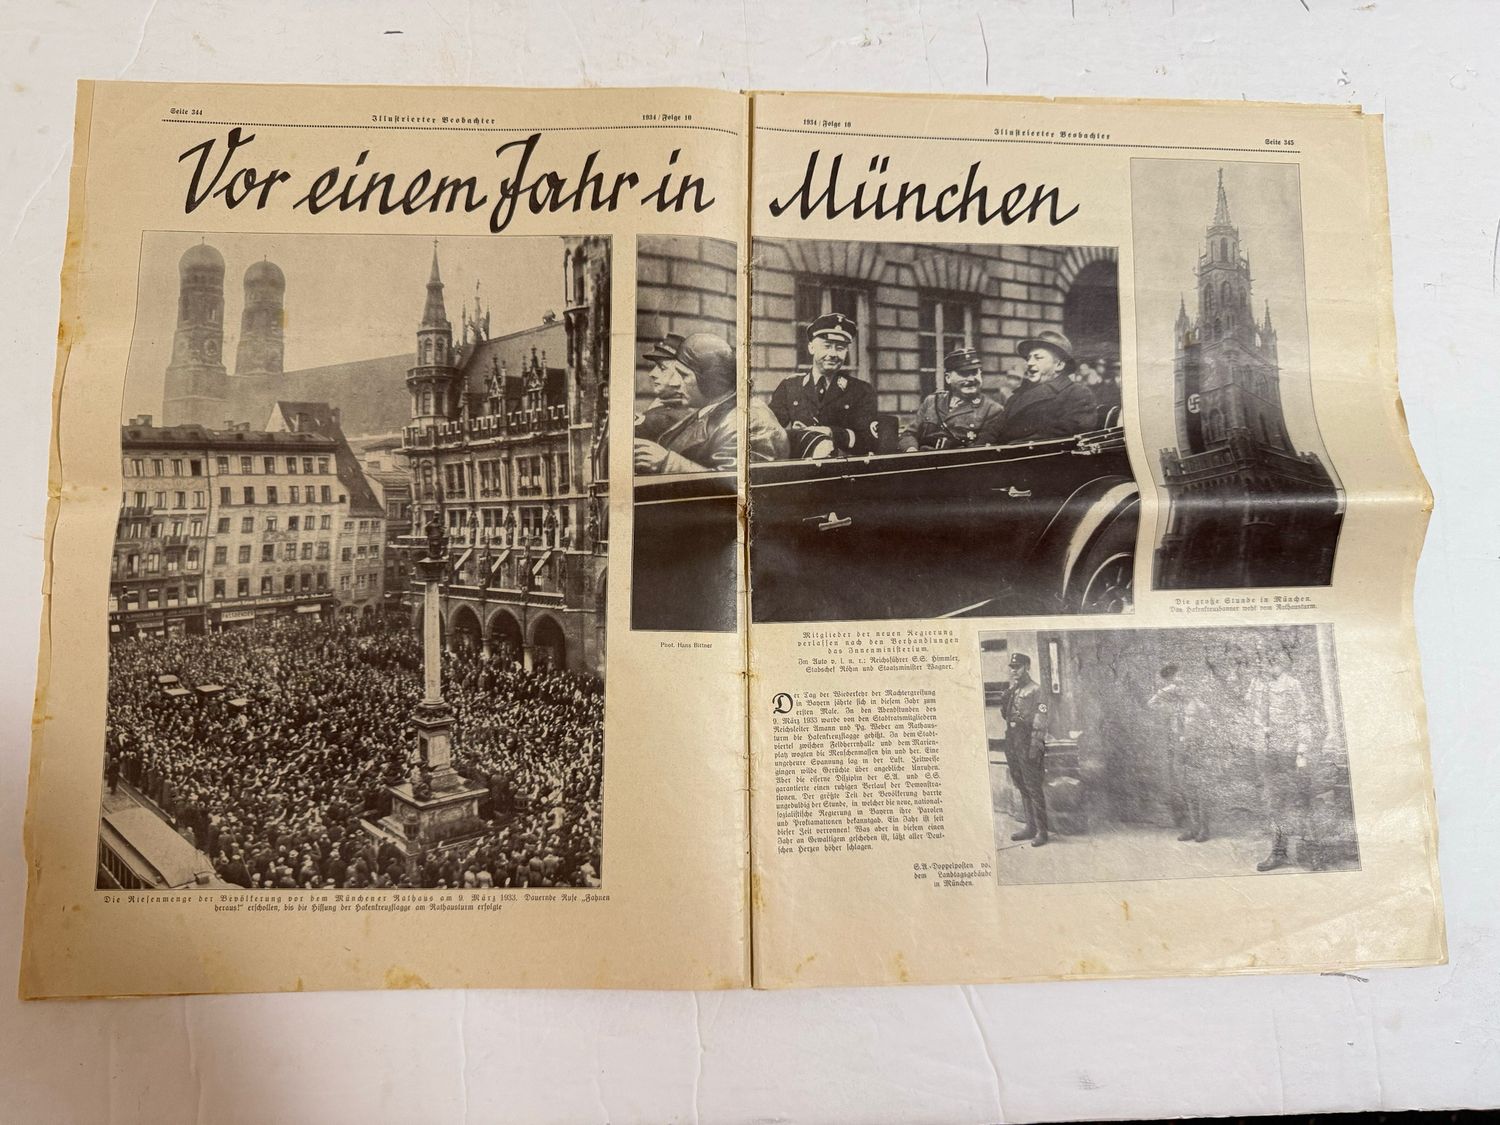 Seite 344
Illustrierter Beobachter
1934 / Folge 10
Vor einem Jahr in
Die Riesenmenge der Bevölkerung vor dem Münchener Rathaus am 9. März 1933. Dauernde Rufe „Fahnen
heraus!“ erschollen, bis die Hissung der Hakenkreuzflagge am Rathausturm erfolgte
Phot. Hans Bittner
1934 / Folge 10
Illustrierter Beobachter
Seite 345
München
Die große Stunde in München.
Das Hakenkreuzbanner weht vom Rathausturm.
Mitglieder der neuen Regierung
verlassen nach den Verhandlungen
das Innenministerium.
Im Auto v. l. n. r.: Reichsführer S.S. Himmler,
Stabschef Röhm und Staatsminister Wagner.
Der Tag der Wiederkehr der Machtergreifung
in Bayern jährte sich in diesem Jahr zum
ersten Male. In den Abendstunden des
9. März 1933 wurde von den Stadtratsmitgliedern
Reichsleiter Amann und Pg. Weber am Rathaus-
turm die Hakenkreuzflagge gehißt. In dem Stadt-
viertel zwischen Feldherrnhalle und dem Marien-
platz wogten die Menschenmassen hin und her. Eine
ungeheure Spannung lag in der Luft. Zeitweise
gingen wilde Gerüchte über angebliche Unruhen.
Aber die eiserne Disziplin der S.A. und S.S.
garantierte einen ruhigen Verlauf der Demonstra-
tionen. Der größte Teil der Bevölkerung harrte
ungeduldig der Stunde, in welcher die neue, national-
sozialistische Regierung in Bayern ihre Parolen
und Proklamationen bekanntgab. Ein Jahr ist seit
dieser Zeit verronnen! Was aber in diesem einen
Jahr an Gewaltigem geschehen ist, läßt aller Deut-
schen Herzen höher schlagen.
S.A.-Doppelposten vo
dem Landtagsgebäude
in München.